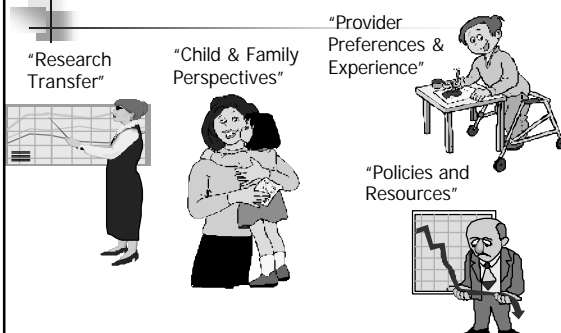 “Research
Transfer”
“Child & Family
Perspectives”
“Provider
Preferences &
Experience”
“Policies and
Resources”